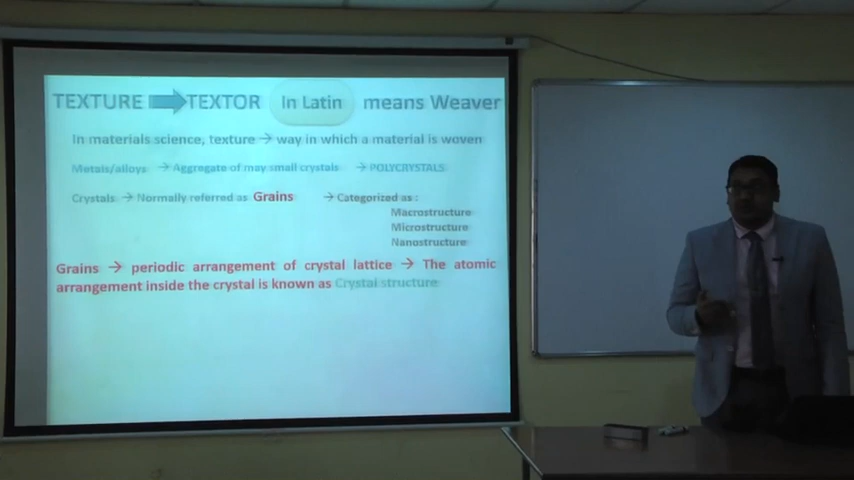 TEXTURE TEXTOR In Latin means Weaver
In materials science, texture → way in which a material is woven
Metals/alloys → Aggregate of may small crystals → POLYCRYSTALS
Crystals → Normally referred as Grains → Categorized as :
Macrostructure
Microstructure
Nanostructure
Grains → periodic arrangement of crystal lattice → The atomic
arrangement inside the crystal is known as Crystal structure